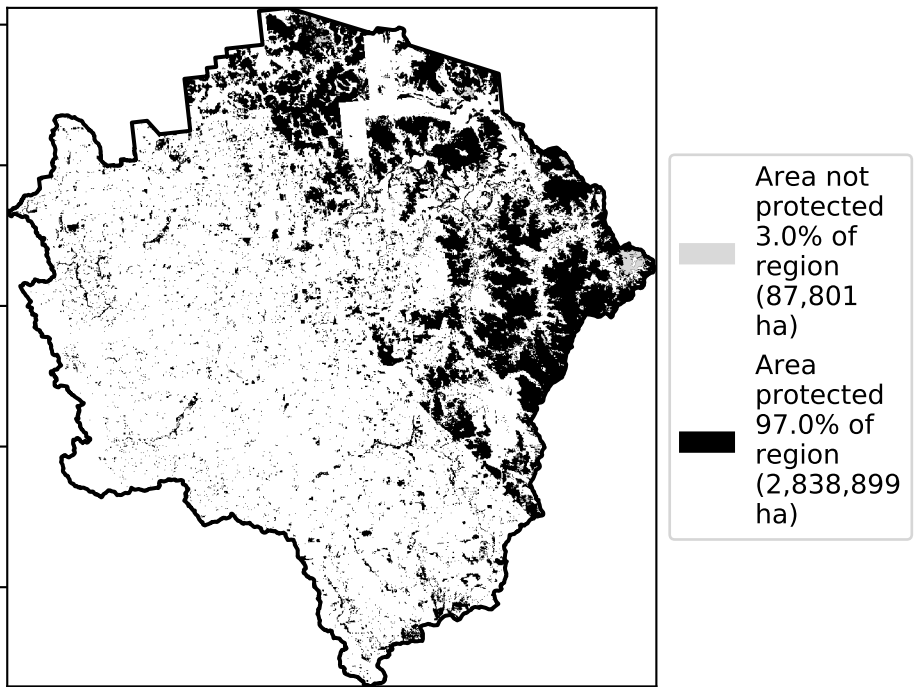 Area not
protected
3.0% of
region
(87,801
ha)
Area
protected
97.0% of
region
(2,838,899
ha)